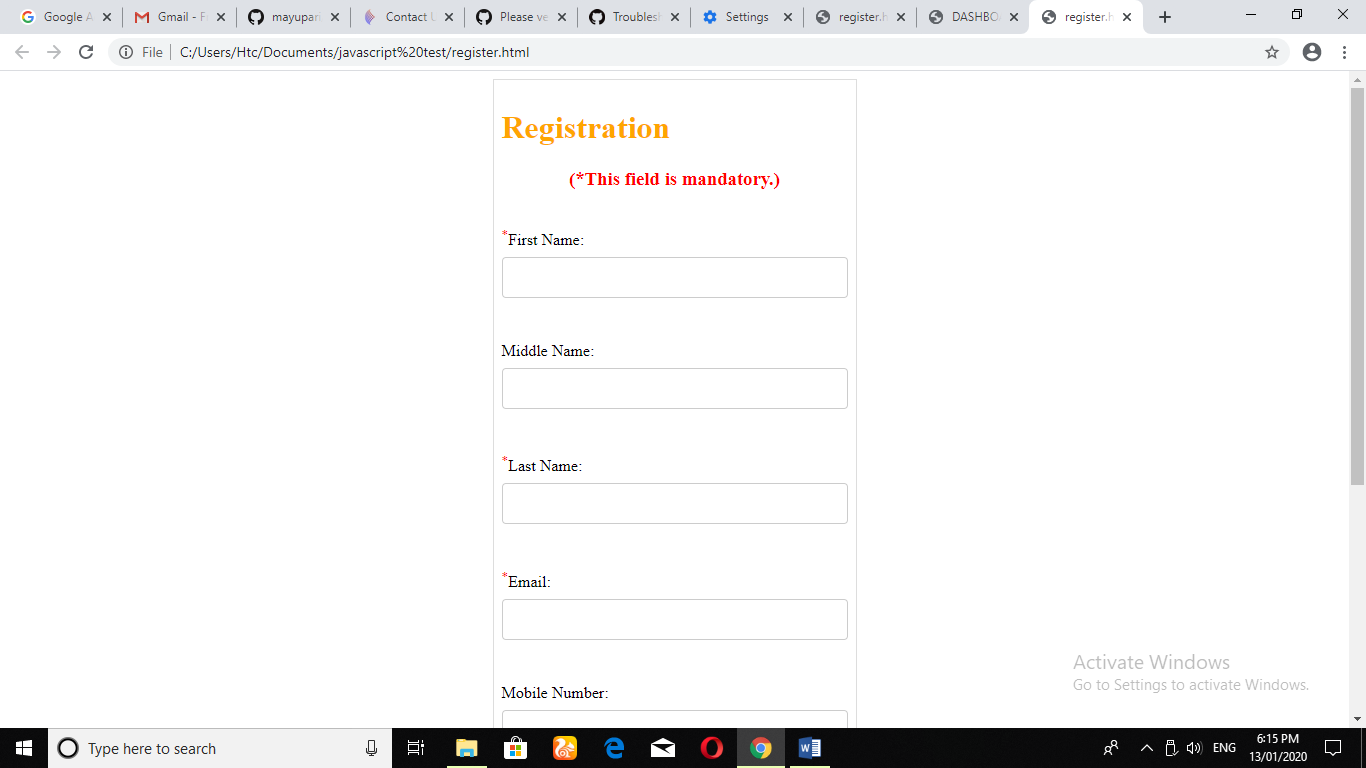 Google A
Gmail - F
mayupan
Contact U
Please ve
Troublesh
Settings
register.h
DASHBO
register.h
File
C:/Users/Htc/Documents/javascript%20test/register.html
Registration
(*This field is mandatory.)
*First Name:
Middle Name:
*Last Name:
*Email:
Mobile Number:
Activate Windows
Go to Settings to activate Windows.
Type here to search
ENG
6:15 PM
13/01/2020